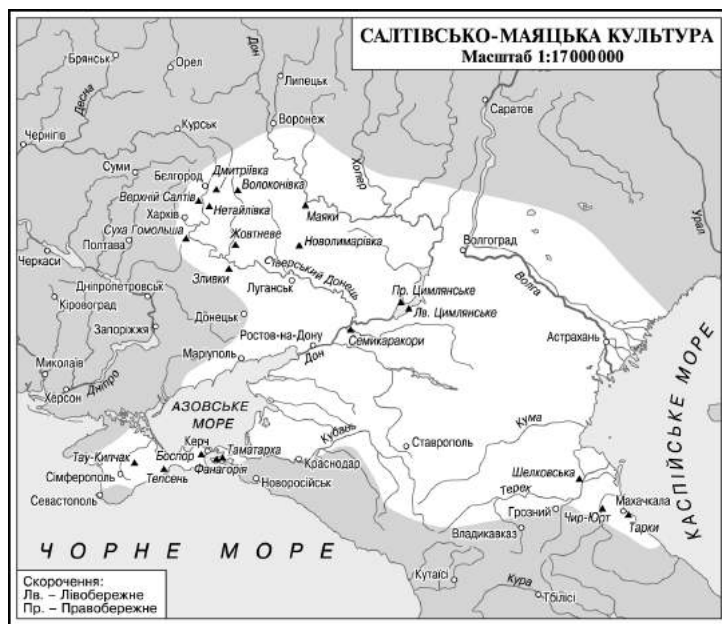 САЛТІВСЬКО-МАЯЦЬКА КУЛЬТУРА
Масштаб 1:17000000
Брянськ
Орел
Дон
Липецьк
Десна
Саратов
Чернігів
Курськ
Воронеж
Хопер
Суми
Бєлгород
Дмитріївка
Волоконівка
Верхній Салтів
Нетайлівка
Маяки
Урал
Харків
Суха Гомольша
Жовтневе
Новолимарівка
Полтава
Волгоград
Черкаси
Сіверський Донець
Волга
Зливки
Дніпропетровськ
Луганськ
Пр. Цимлянське
Кіровоград
Лв. Цимлянське
Донецьк
Запоріжжя
Семикаракори
Астрахань
Ростов-на-Дону
Маріуполь
Дон
Миколаїв
Дніпро
Херсон
АЗОВСЬКЕ
МОРЕ
Кума
Кубань
Керч
Ставрополь
Тау-Кипчак
Боспор
Таматарка
Шелковська
Фанагорія
Краснодар
Сімферополь
Тепсень
Терек
Новоросійськ
Махачкала
Севастополь
Грозний
Чир-Юрт
Тарки
Владикавказ
КАСПІЙСЬКЕ МОРЕ
ЧОРНЕ МОРЕ
Кутаїсі
Кура
Тбілісі
Скорочення:
Лв. – Лівобережне
Пр. – Правобережне